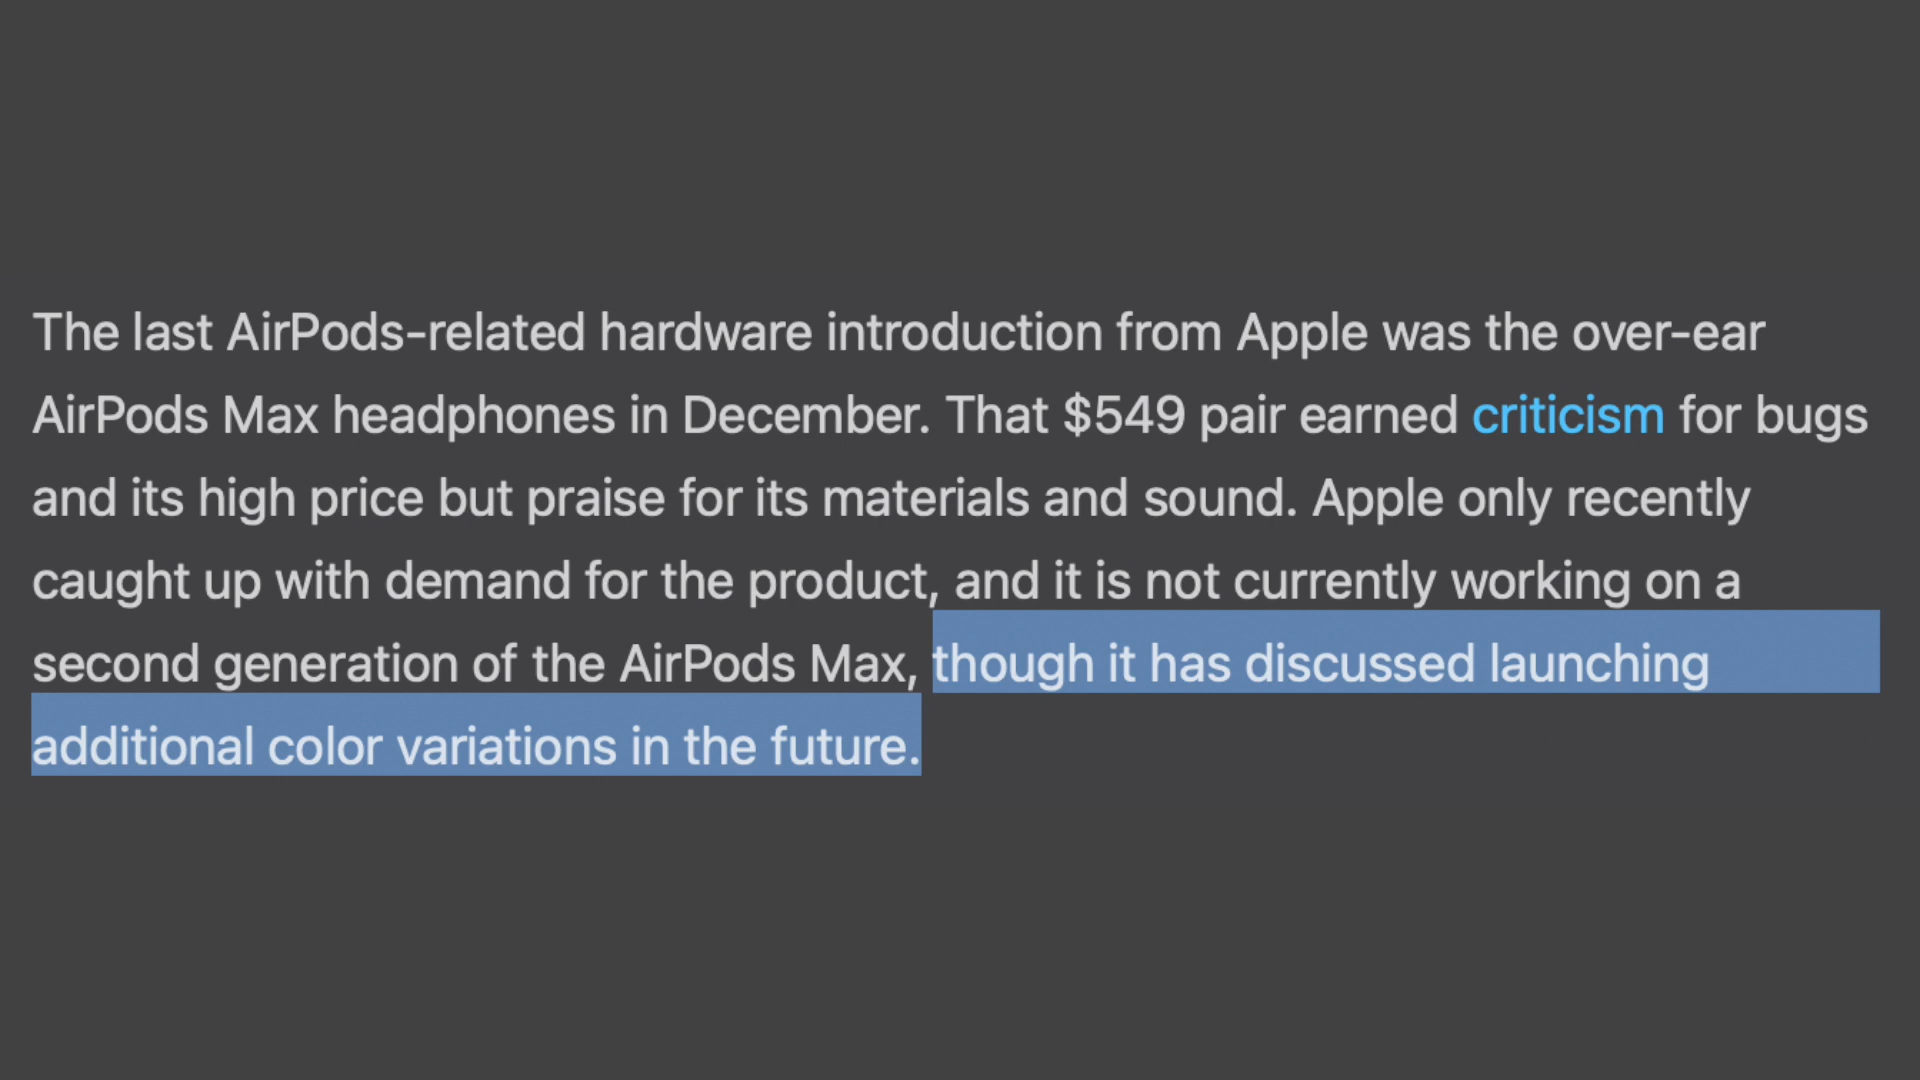 The last AirPods-related hardware introduction from Apple was the over-ear
AirPods Max headphones in December. That $549 pair earned criticism for bugs
and its high price but praise for its materials and sound. Apple only recently
caught up with demand for the product, and it is not currently working on a
second generation of the AirPods Max, though it has discussed launching
additional color variations in the future.